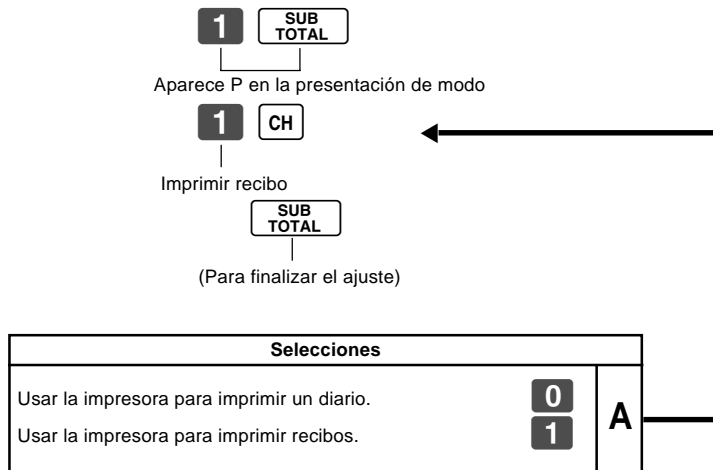 1 SUB TOTAL
Aparece P en la presentación de modo
1 CH
Imprimir recibo
SUB TOTAL
(Para finalizar el ajuste)
Selecciones
Usar la impresora para imprimir un diario. 0
A
Usar la impresora para imprimir recibos. 1